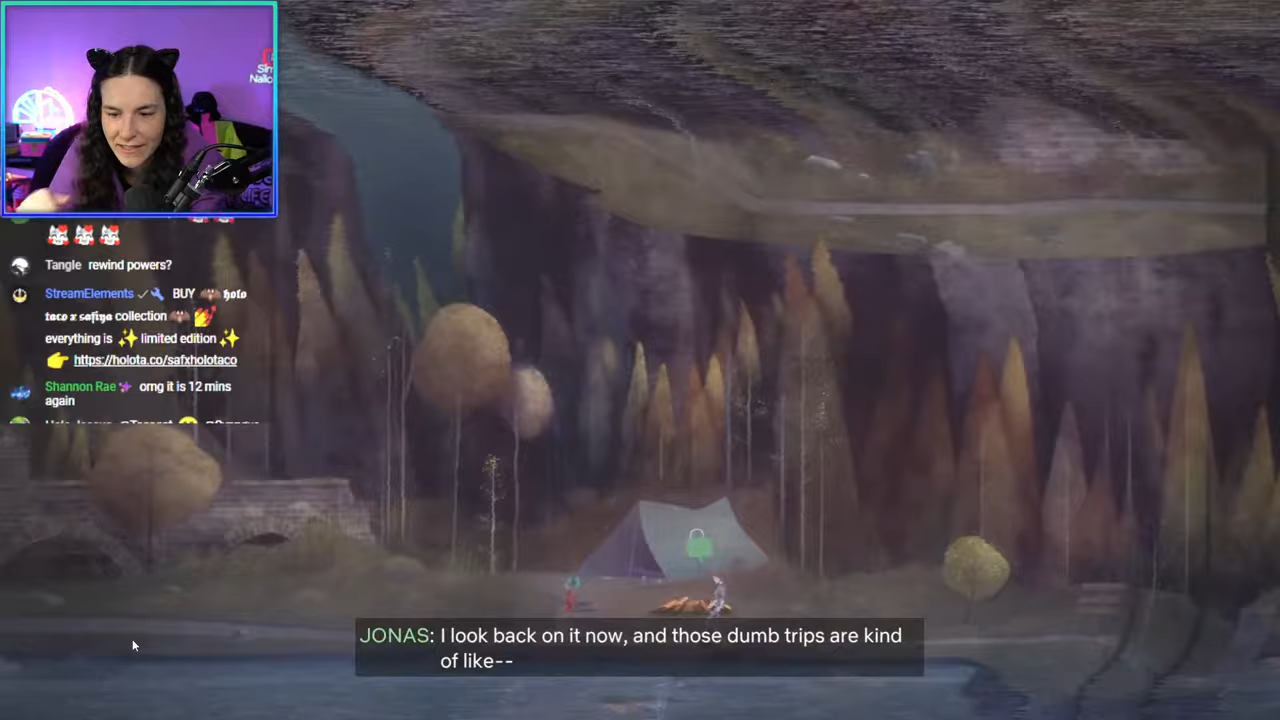 Tangle rewind powers?
StreamElements BUY 🦇 𝖍𝖔𝖑𝖔
𝖙𝖆𝖈𝖔 𝖝 𝖘𝖆𝖋𝖎𝖞𝖆 collection 🦇 💅
everything is ✨ limited edition ✨
👉 https://holota.co/safxholotaco
Shannon Rae omg it is 12 mins
again
JONAS: I look back on it now, and those dumb trips are kind
of like--